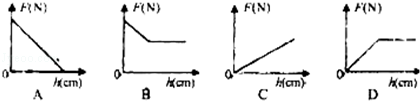 F(N) F(N) F(N) F(N)
0 h(cm) 0 h(cm) 0 h(cm) 0 h(cm)
A B C D